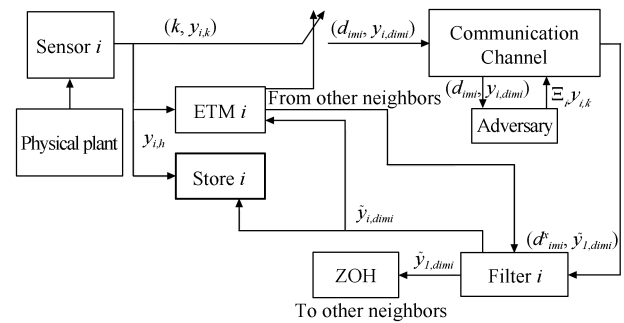 Sensor i
(k, y_{i,k})
(d_{imi}, y_{i,dimi})
Communication
Channel
(d_{imi}, y_{i,dimi})
Ξ_i y_{i,k}
From other neighbors
ETM i
Adversary
Physical plant
y_{i,h}
Store i
ỹ_{i,dimi}
(d^x_{imi}, ỹ_{1,dimi})
ZOH
ỹ_{1,dimi}
Filter i
To other neighbors